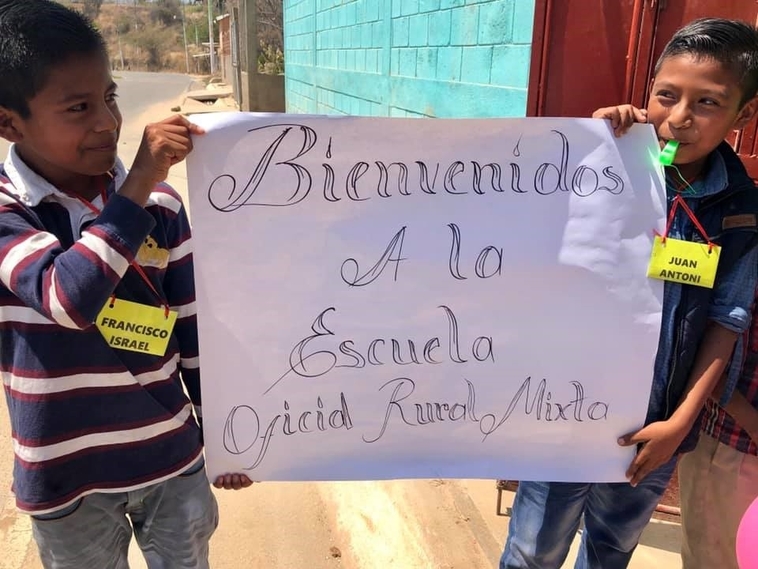 Bienvenidos
A la
Escuela
Oficial Rural Mixta
FRANCISCO
ISRAEL
JUAN
ANTONI